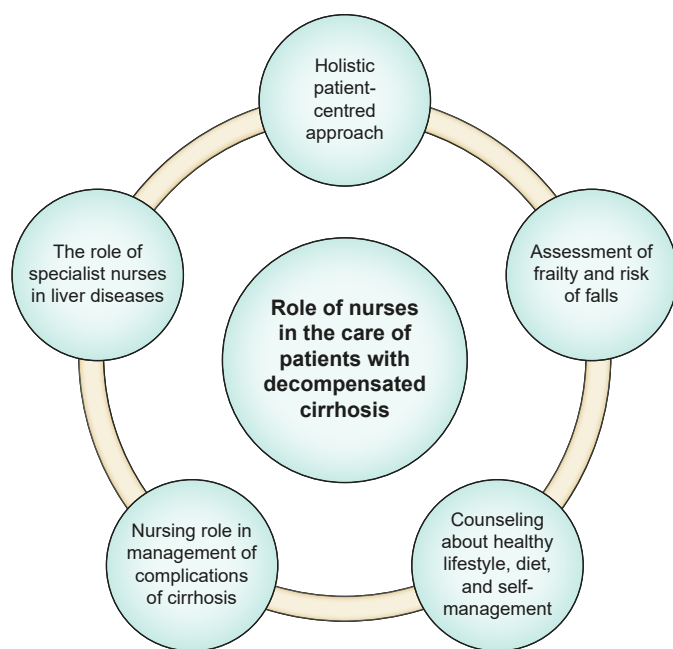 Holistic
patient-
centred
approach
The role of
specialist nurses
in liver diseases
Assessment of
frailty and risk
of falls
Role of nurses
in the care of
patients with
decompensated
cirrhosis
Nursing role in
management of
complications
of cirrhosis
Counseling
about healthy
lifestyle, diet,
and self-
management